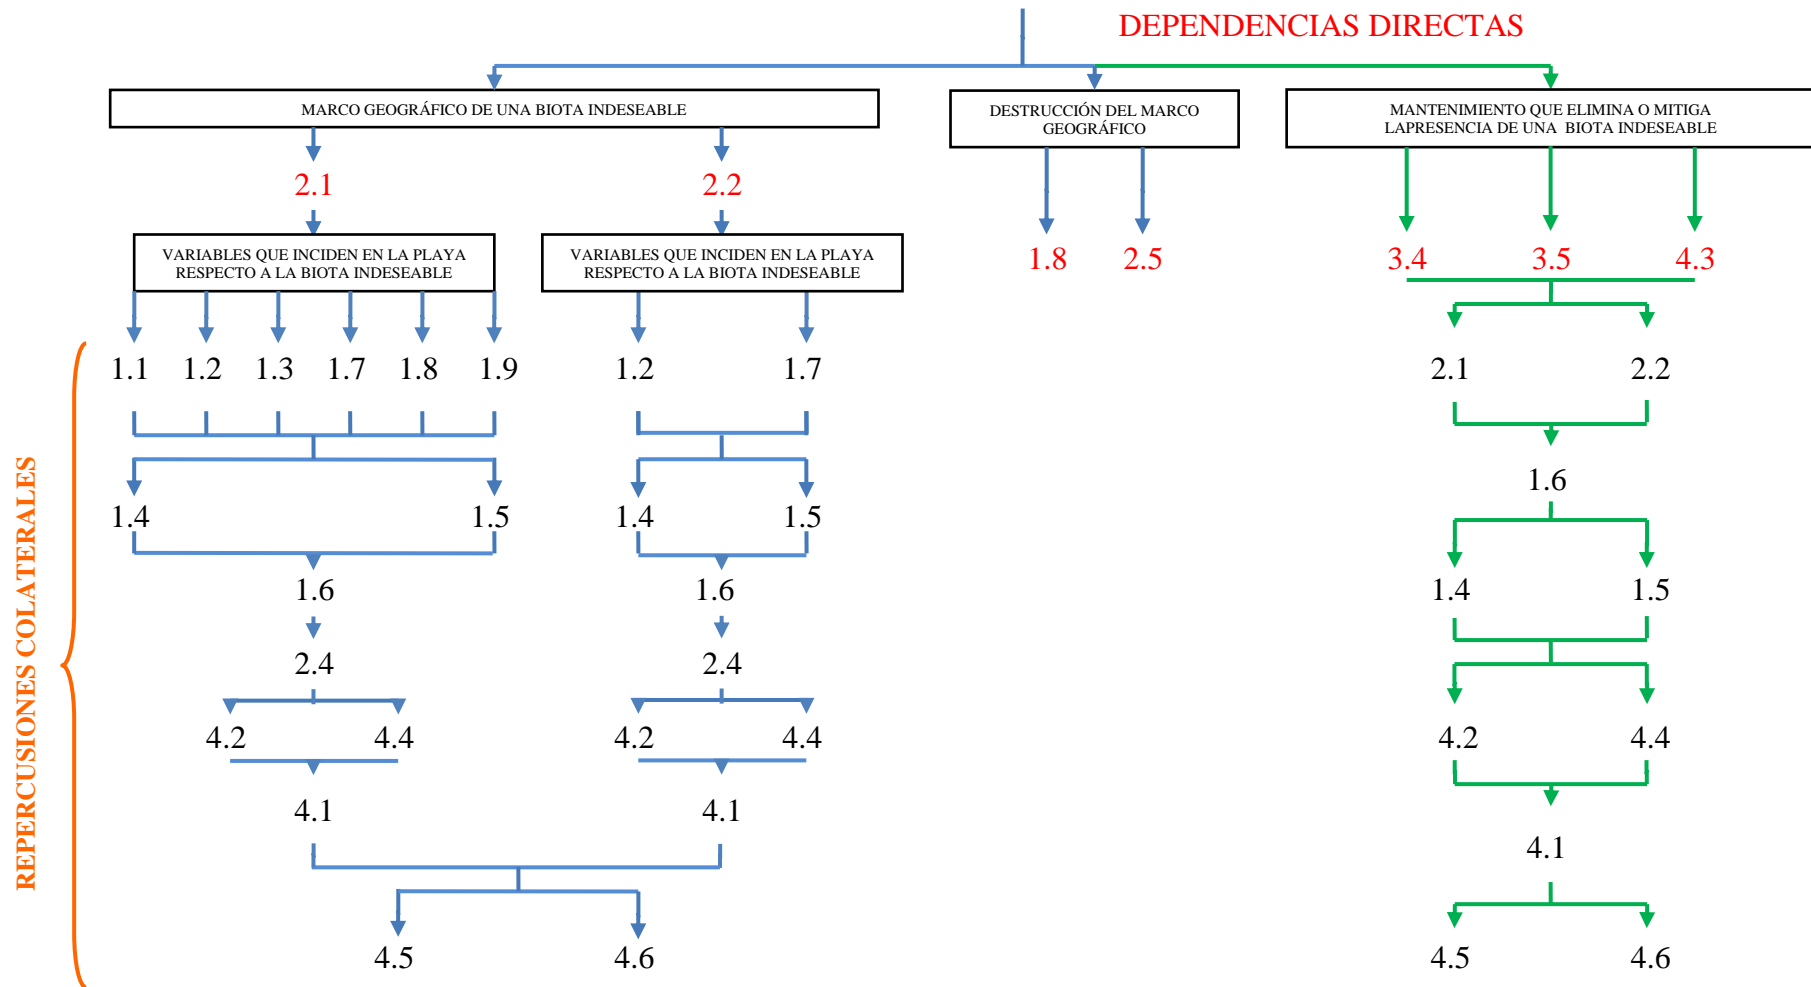 DEPENDENCIAS DIRECTAS
MARCO GEOGRÁFICO DE UNA BIOTA INDESEABLE
DESTRUCCIÓN DEL MARCO
GEOGRÁFICO
MANTENIMIENTO QUE ELIMINA O MITIGA
LAPRESENCIA DE UNA BIOTA INDESEABLE
2.1 2.2
VARIABLES QUE INCIDEN EN LA PLAYA
RESPECTO A LA BIOTA INDESEABLE
VARIABLES QUE INCIDEN EN LA PLAYA
RESPECTO A LA BIOTA INDESEABLE
1.8 2.5 3.4 3.5 4.3
REPERCUSIONES COLATERALES
1.1 1.2 1.3 1.7 1.8 1.9 1.2 1.7 2.1 2.2
1.6
1.4 1.5 1.4 1.5
1.6 1.6 1.4 1.5
2.4 2.4
4.2 4.4 4.2 4.4 4.2 4.4
4.1 4.1
4.1
4.5 4.6 4.5 4.6